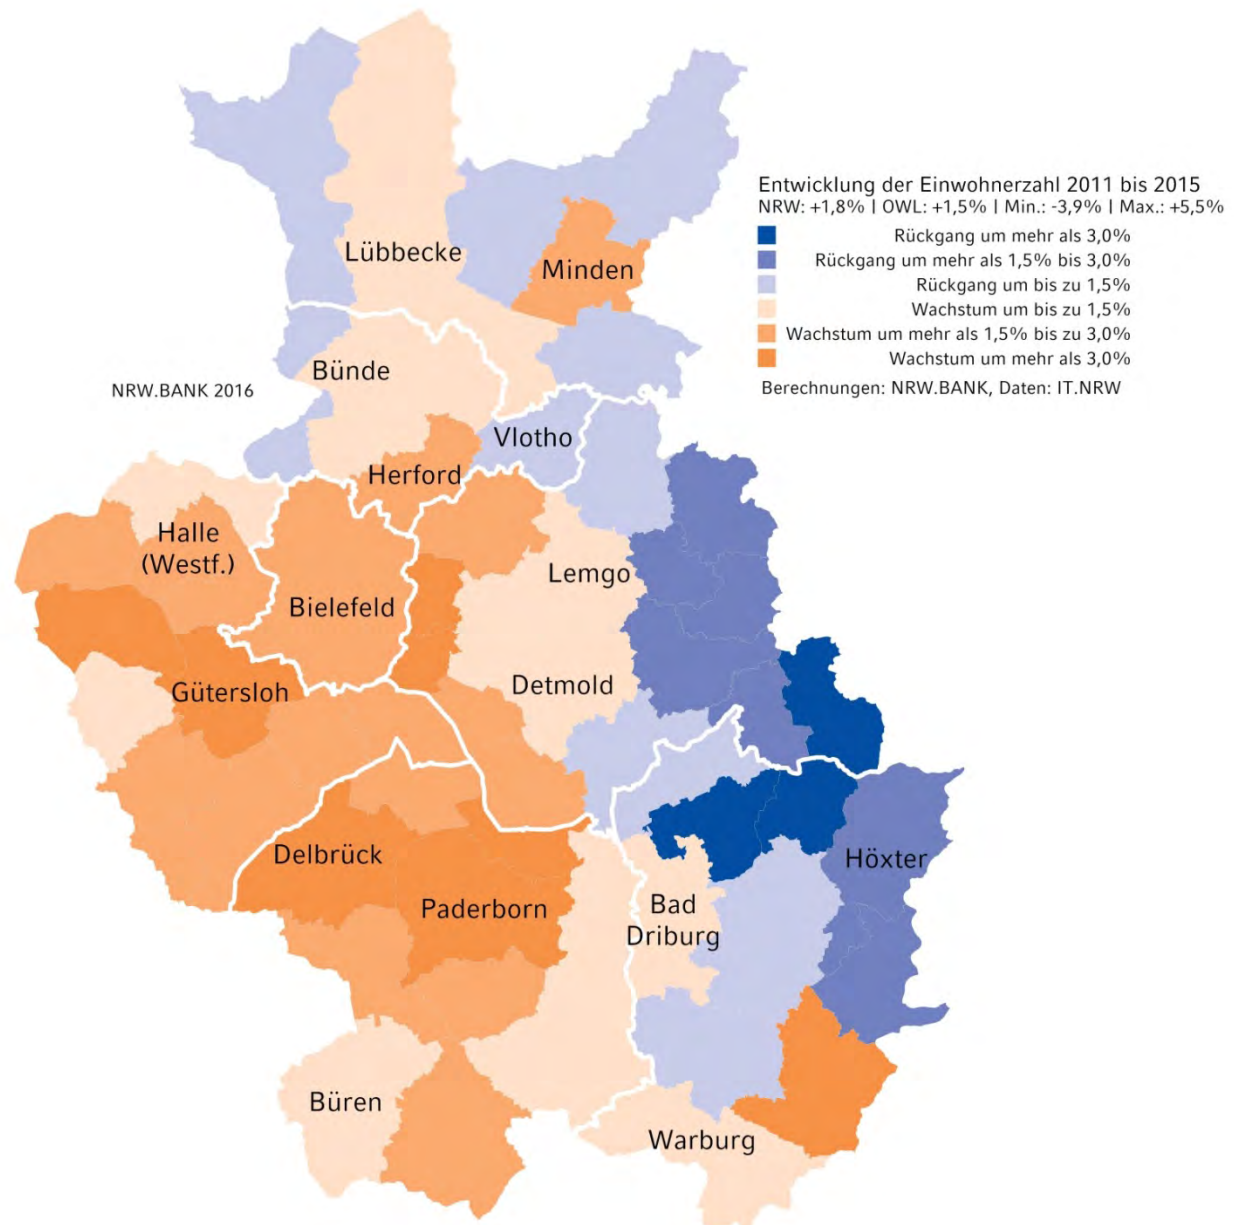 Entwicklung der Einwohnerzahl 2011 bis 2015
NRW: +1,8% | OWL: +1,5% | Min.: -3,9% | Max.: +5,5%
Rückgang um mehr als 3,0%
Rückgang um mehr als 1,5% bis 3,0%
Rückgang um bis zu 1,5%
Wachstum um bis zu 1,5%
Wachstum um mehr als 1,5% bis zu 3,0%
Wachstum um mehr als 3,0%
Berechnungen: NRW.BANK, Daten: IT.NRW
Lübbecke
Minden
Bünde
NRW.BANK 2016
Vlotho
Herford
Halle
(Westf.)
Lemgo
Bielefeld
Gütersloh
Detmold
Delbrück
Höxter
Paderborn
Bad
Driburg
Büren
Warburg